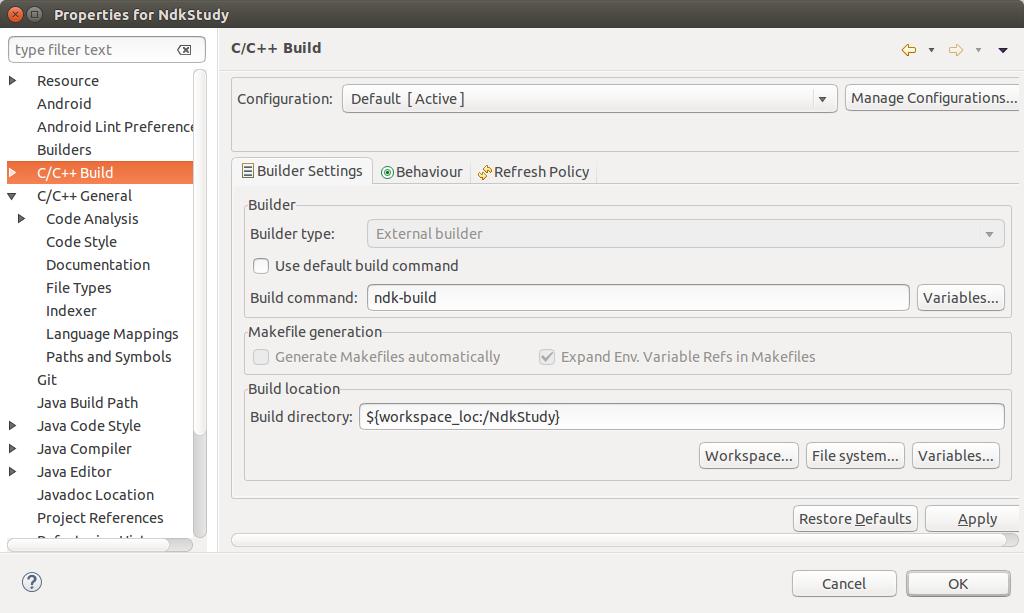 Properties for NdkStudy
type filter text
Resource
Android
Android Lint Preference
Builders
C/C++ Build
C/C++ General
Code Analysis
Code Style
Documentation
File Types
Indexer
Language Mappings
Paths and Symbols
Git
Java Build Path
Java Code Style
Java Compiler
Java Editor
Javadoc Location
Project References
C/C++ Build
Configuration: Default [ Active ] Manage Configurations...
Builder Settings Behaviour Refresh Policy
Builder
Builder type: External builder
Use default build command
Build command: ndk-build Variables...
Makefile generation
Generate Makefiles automatically Expand Env. Variable Refs in Makefiles
Build location
Build directory: ${workspace_loc:/NdkStudy}
Workspace... File system... Variables...
Restore Defaults Apply
Cancel OK